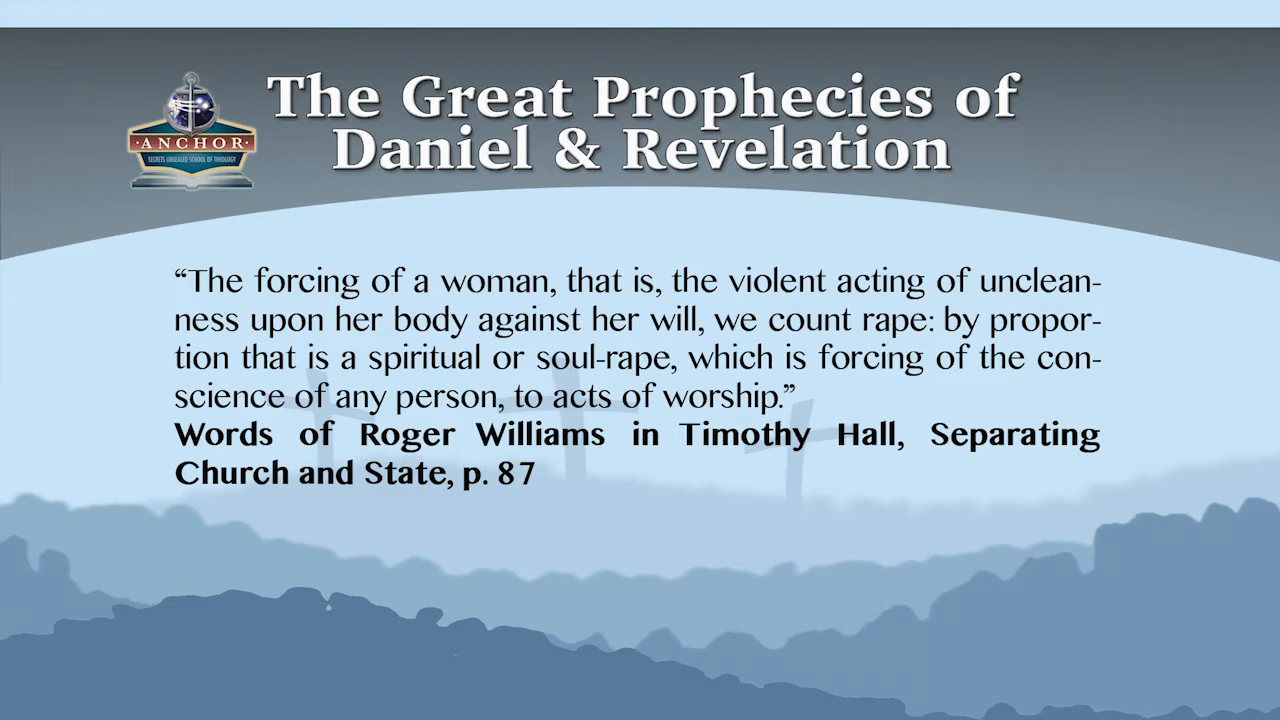 The Great Prophecies of
Daniel & Revelation
·ANCHOR·
SECRETS UNSEALED SCHOOL OF THEOLOGY
“The forcing of a woman, that is, the violent acting of unclean-
ness upon her body against her will, we count rape: by propor-
tion that is a spiritual or soul-rape, which is forcing of the con-
science of any person, to acts of worship.”
Words of Roger Williams in Timothy Hall, Separating
Church and State, p. 87